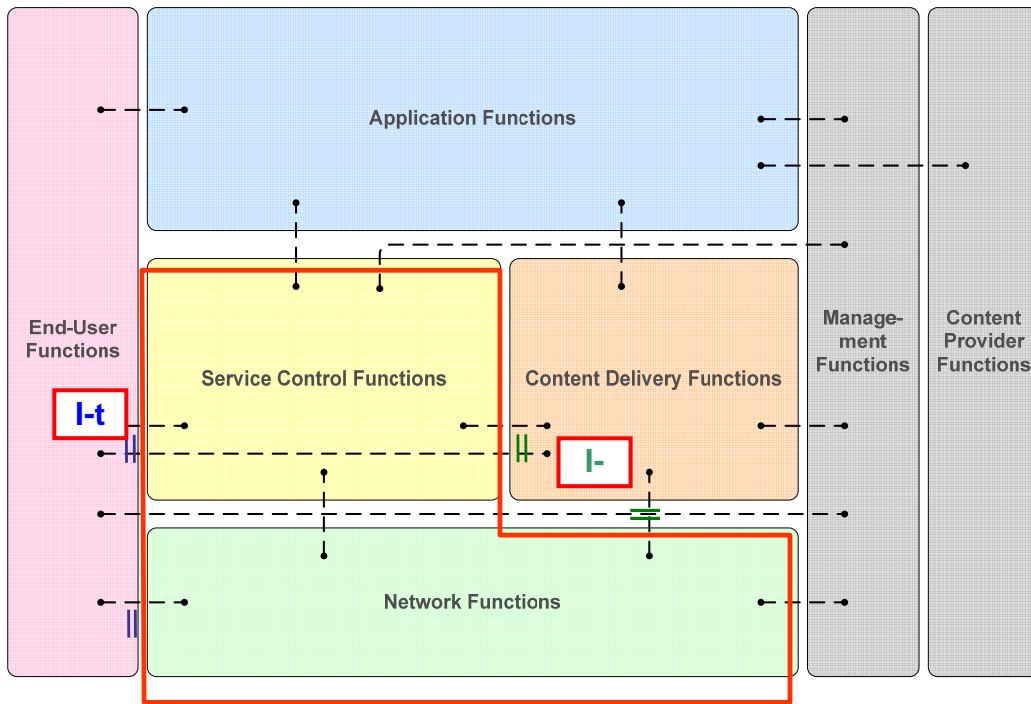 Application Functions
End-User
Functions
Service Control Functions
Content Delivery Functions
Manage-
ment
Functions
Content
Provider
Functions
I-t
I-
Network Functions